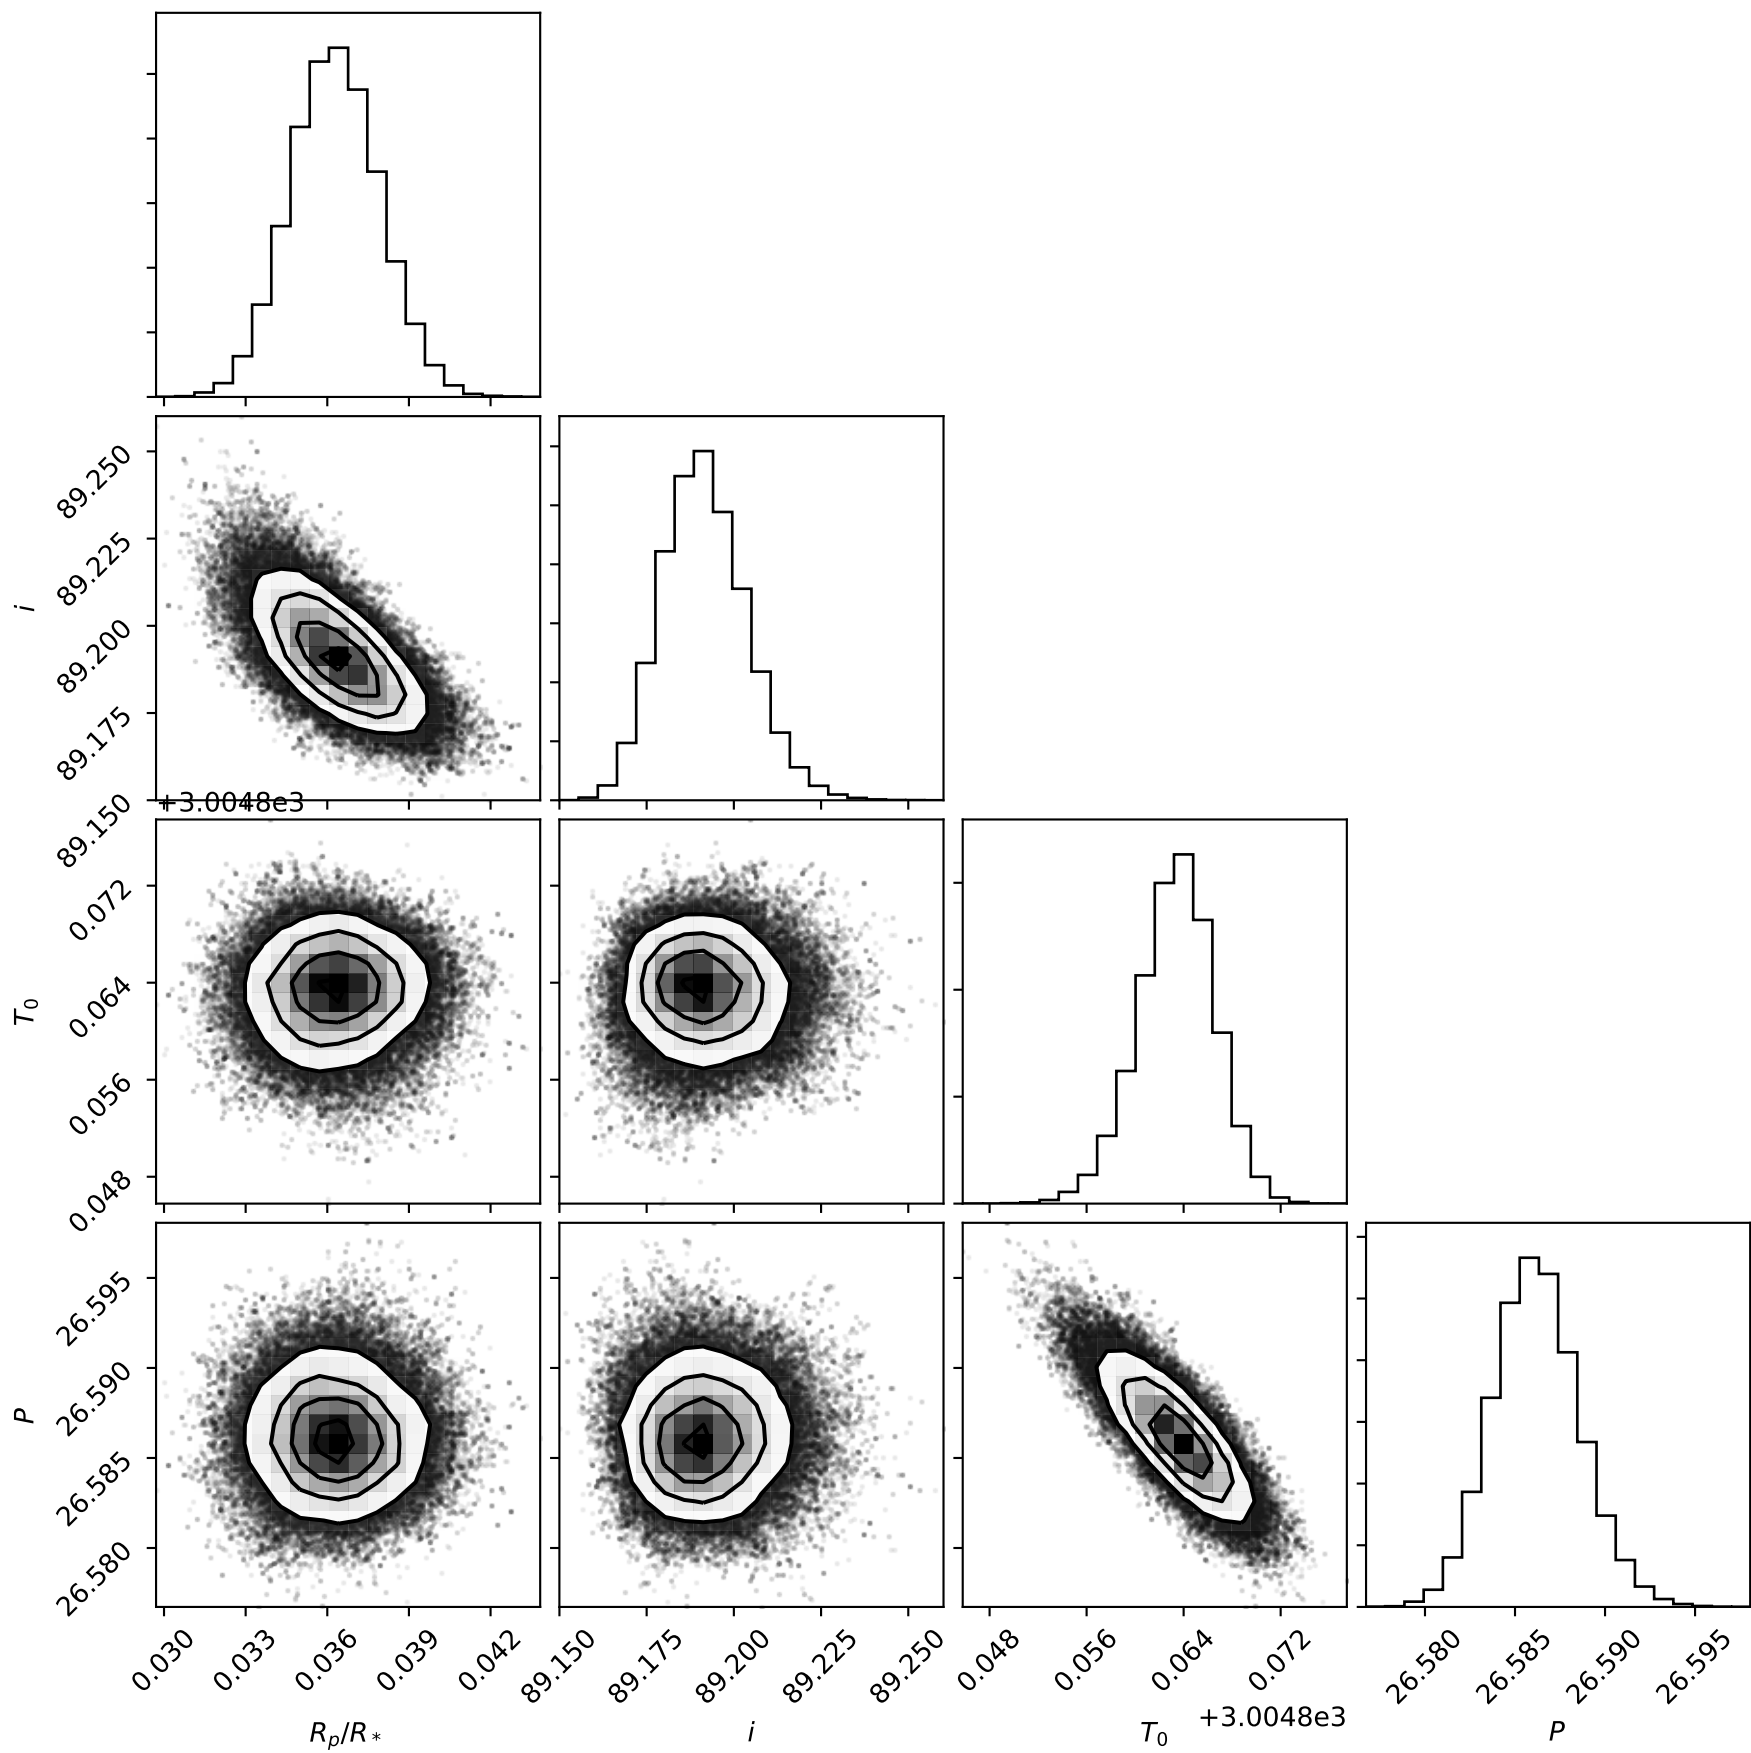 89.250
89.225
89.200
89.175
89.150
i
+3.0048e3
0.072
0.064
0.056
0.048
T₀
26.595
26.590
26.585
26.580
P
0.030 0.033 0.036 0.039 0.042
89.150 89.175 89.200 89.225 89.250
0.048 0.056 0.064 0.072
26.580 26.585 26.590 26.595
+3.0048e3
Rₚ/R* i T₀ P